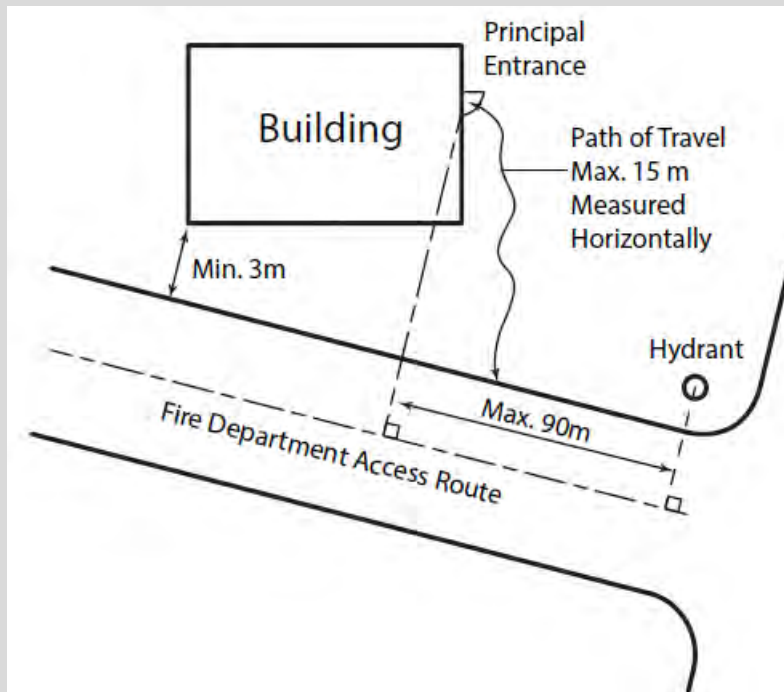 Principal
Entrance
Building
Path of Travel
Max. 15 m
Measured
Horizontally
Min. 3m
Hydrant
Max. 90m
Fire Department Access Route